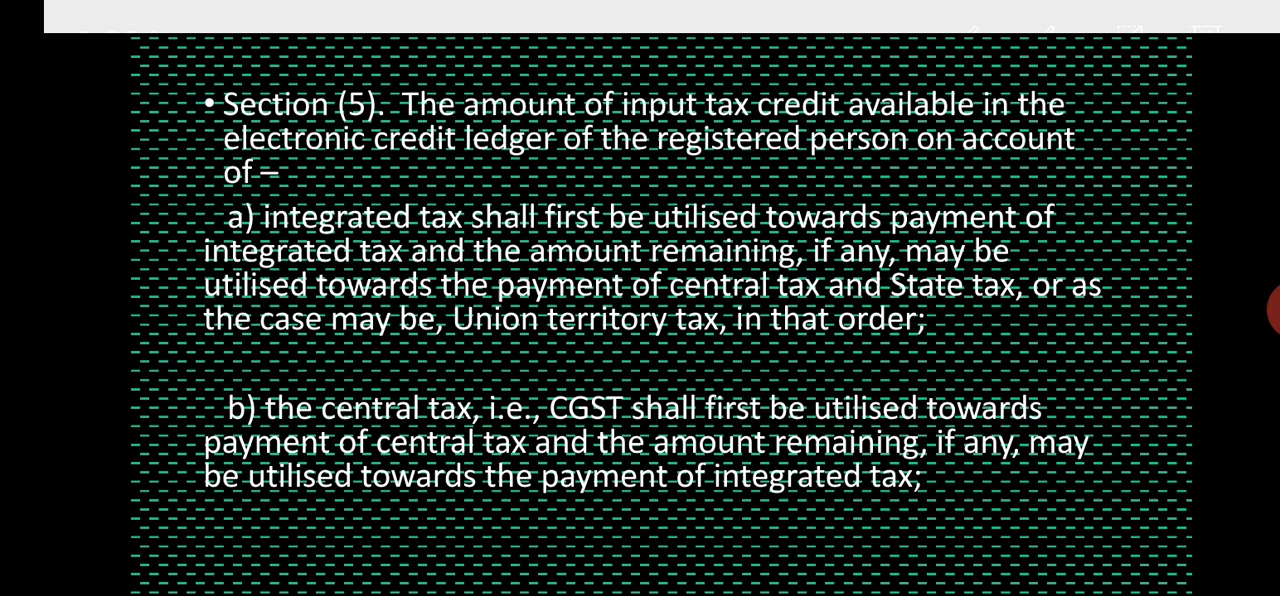 • Section (5). The amount of input tax credit available in the
electronic credit ledger of the registered person on account
of –
a) integrated tax shall first be utilised towards payment of
integrated tax and the amount remaining, if any, may be
utilised towards the payment of central tax and State tax, or as
the case may be, Union territory tax, in that order;
b) the central tax, i.e., CGST shall first be utilised towards
payment of central tax and the amount remaining, if any, may
be utilised towards the payment of integrated tax;